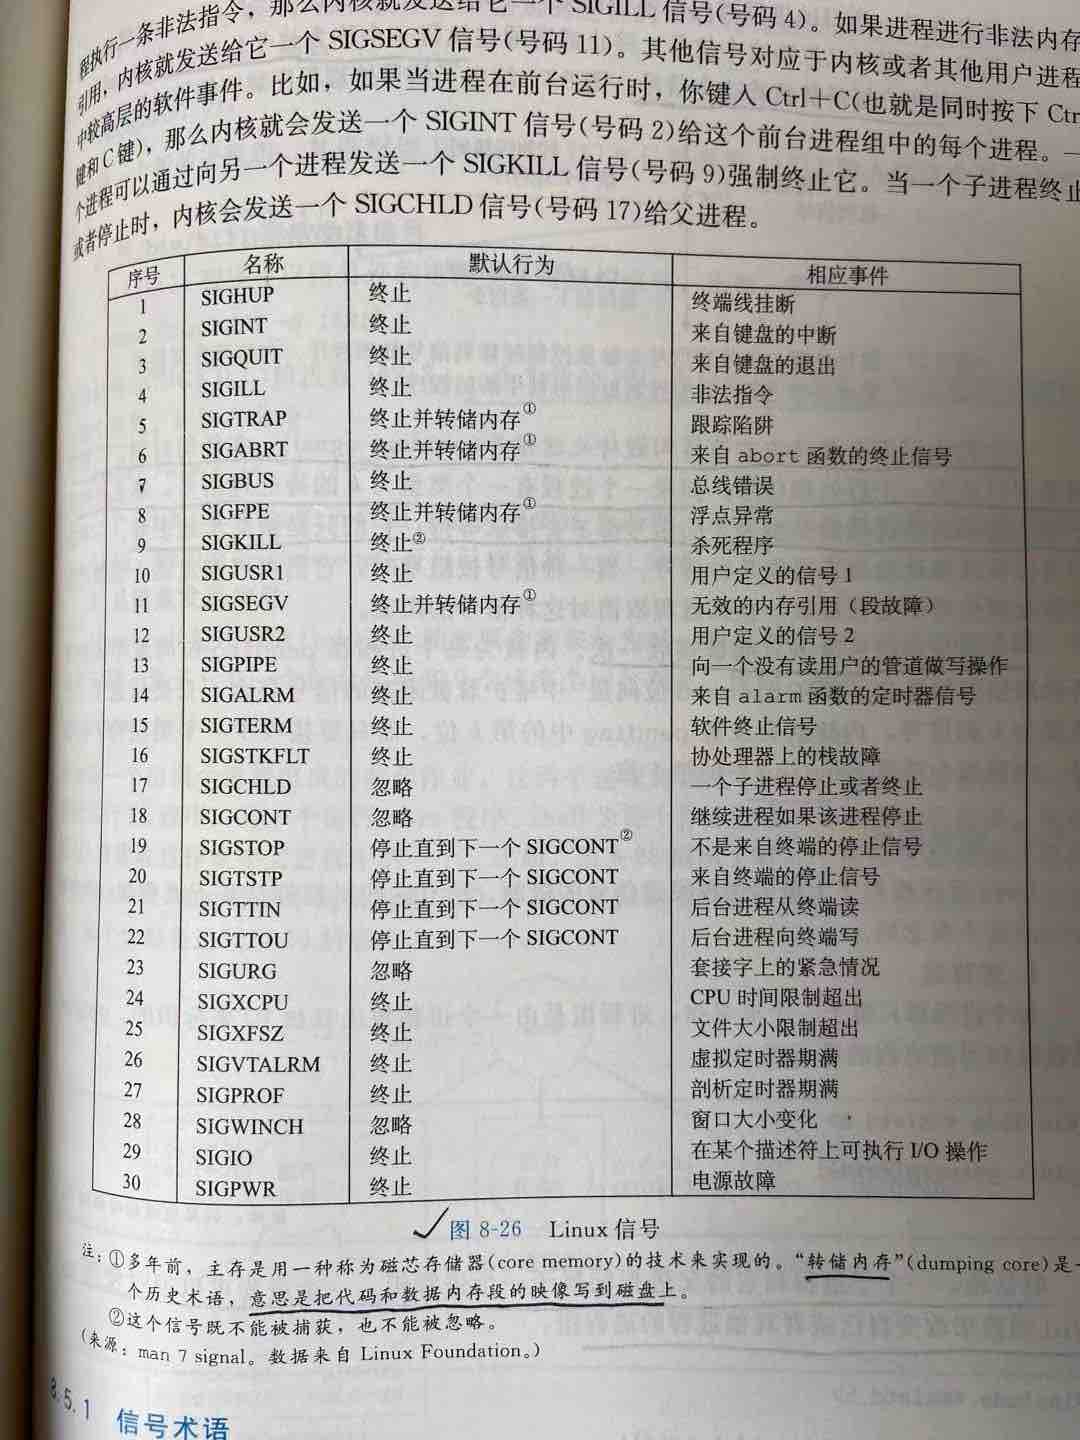 程执行一条非法指令，那么内核就发送给它一个 SIGILL 信号(号码 4)。如果进程进行非法内存
引用，内核就发送给它一个 SIGSEGV 信号(号码 11)。其他信号对应于内核或者其他用户进程
中较高层的软件事件。比如，如果当进程在前台运行时，你键入 Ctrl+C(也就是同时按下 Ctr
键和 C 键)，那么内核就会发送一个 SIGINT 信号(号码 2)给这个前台进程组中的每个进程。一
个进程可以通过向另一个进程发送一个 SIGKILL 信号(号码 9)强制终止它。当一个子进程终止
或者停止时，内核会发送一个 SIGCHLD 信号(号码 17)给父进程。
序号 名称 默认行为 相应事件
1 SIGHUP 终止 终端线挂断
2 SIGINT 终止 来自键盘的中断
3 SIGQUIT 终止 来自键盘的退出
4 SIGILL 终止 非法指令
5 SIGTRAP 终止并转储内存① 跟踪陷阱
6 SIGABRT 终止并转储内存① 来自 abort 函数的终止信号
7 SIGBUS 终止 总线错误
8 SIGFPE 终止并转储内存① 浮点异常
9 SIGKILL 终止② 杀死程序
10 SIGUSR1 终止 用户定义的信号 1
11 SIGSEGV 终止并转储内存① 无效的内存引用（段故障）
12 SIGUSR2 终止 用户定义的信号 2
13 SIGPIPE 终止 向一个没有读用户的管道做写操作
14 SIGALRM 终止 来自 alarm 函数的定时器信号
15 SIGTERM 终止 软件终止信号
16 SIGSTKFLT 终止 协处理器上的栈故障
17 SIGCHLD 忽略 一个子进程停止或者终止
18 SIGCONT 忽略 继续进程如果该进程停止
19 SIGSTOP 停止直到下一个 SIGCONT② 不是来自终端的停止信号
20 SIGTSTP 停止直到下一个 SIGCONT 来自终端的停止信号
21 SIGTTIN 停止直到下一个 SIGCONT 后台进程从终端读
22 SIGTTOU 停止直到下一个 SIGCONT 后台进程向终端写
23 SIGURG 忽略 套接字上的紧急情况
24 SIGXCPU 终止 CPU 时间限制超出
25 SIGXFSZ 终止 文件大小限制超出
26 SIGVTALRM 终止 虚拟定时器期满
27 SIGPROF 终止 剖析定时器期满
28 SIGWINCH 忽略 窗口大小变化
29 SIGIO 终止 在某个描述符上可执行 I/O 操作
30 SIGPWR 终止 电源故障
图 8-26 Linux 信号
注：①多年前，主存是用一种称为磁芯存储器(core memory)的技术来实现的。“转储内存”(dumping core)是一
个历史术语，意思是把代码和数据内存段的映像写到磁盘上。
②这个信号既不能被捕获，也不能被忽略。
(来源：man 7 signal。数据来自 Linux Foundation。)
8.5.1 信号术语